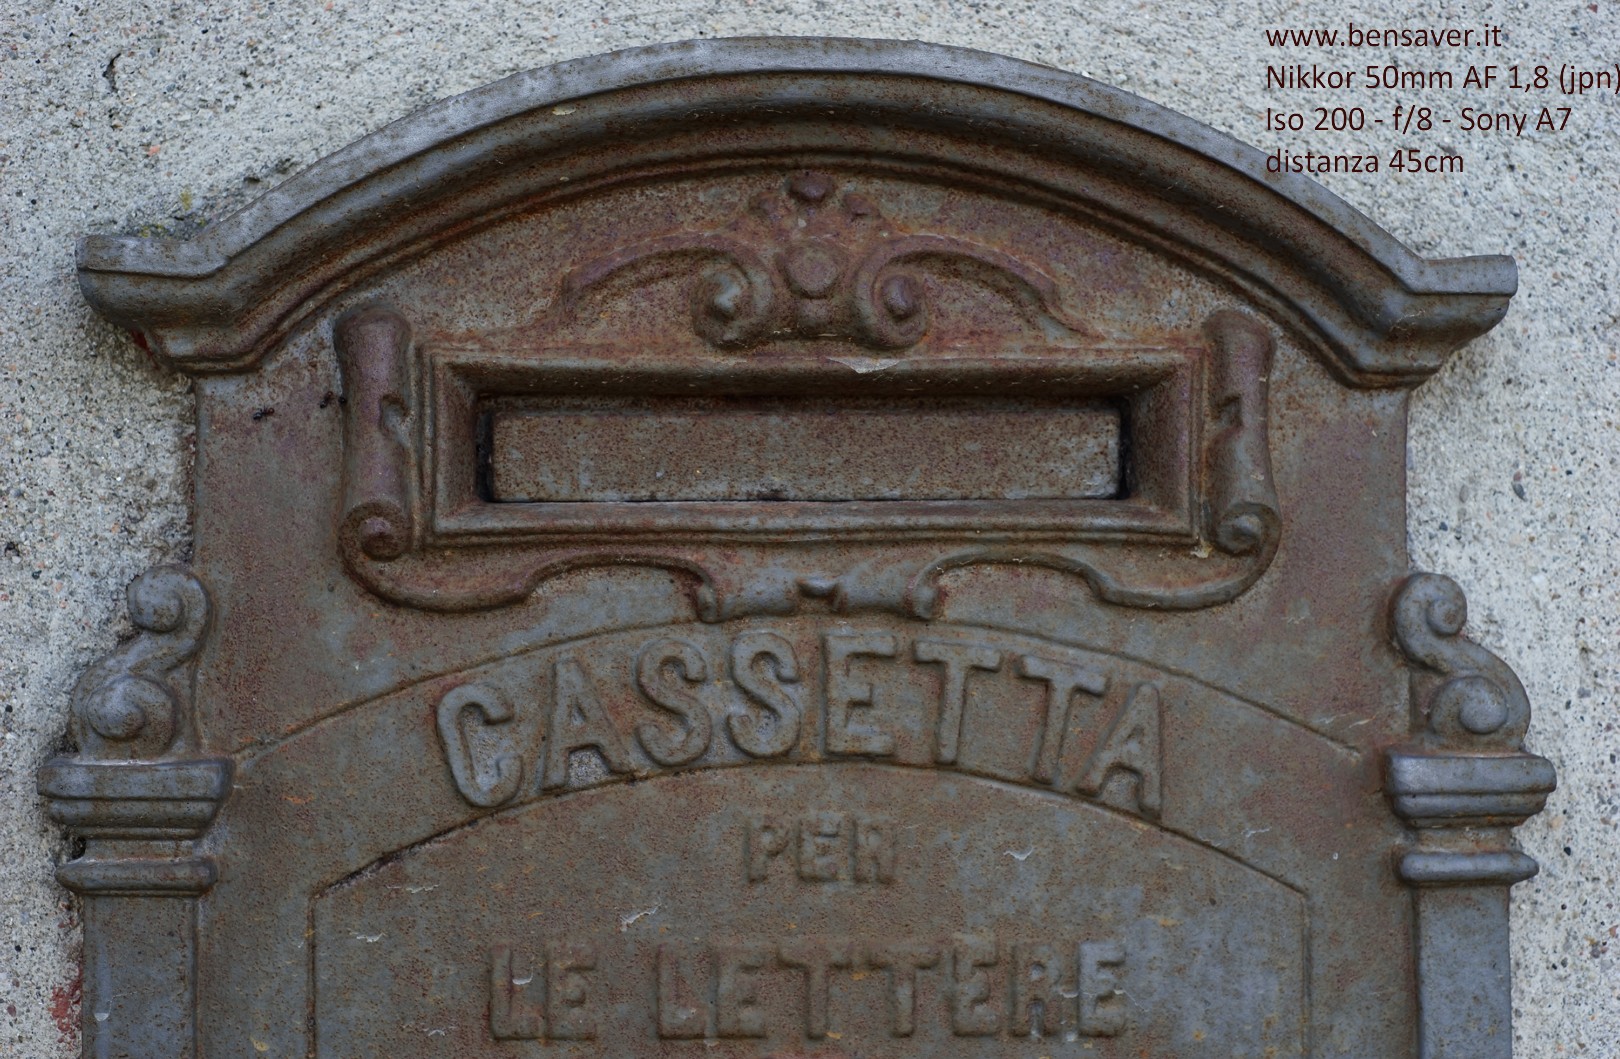 www.bensaver.it
Nikkor 50mm AF 1,8 (jpn)
Iso 200 - f/8 - Sony A7
distanza 45cm
CASSETTA
PER
LE LETTERE